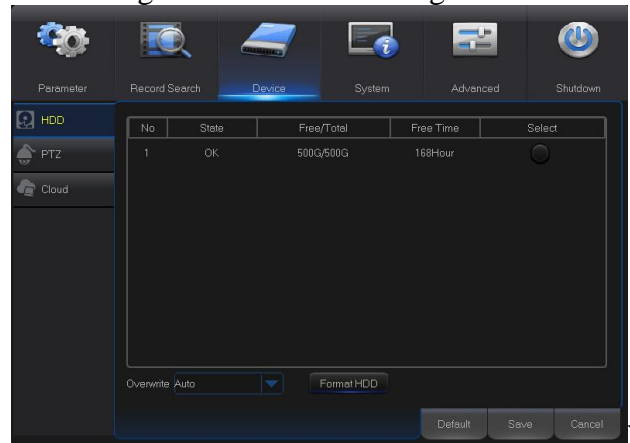 Parameter Record Search Device System Advanced Shutdown
HDD
PTZ
Cloud
No State Free/Total Free Time Select
1 OK 500G/500G 168Hour
Overwrite Auto Format HDD
Default Save Cancel